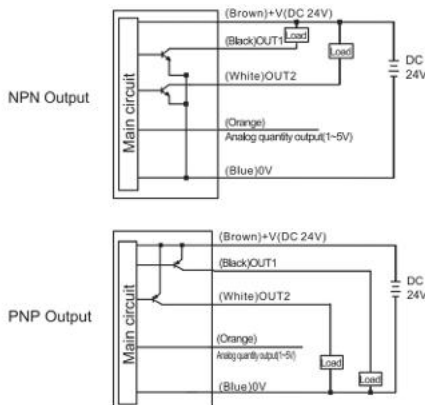 (Brown)+V(DC 24V)
(Black)OUT1
Load
Load
(White)OUT2
DC
24V
NPN Output
Main circuit
(Orange)
Analog quantity output(1~5V)
(Blue)0V
(Brown)+V(DC 24V)
(Black)OUT1
DC
24V
(White)OUT2
PNP Output
Main circuit
(Orange)
Analog quantity output(1~5V)
Load
Load
(Blue)0V